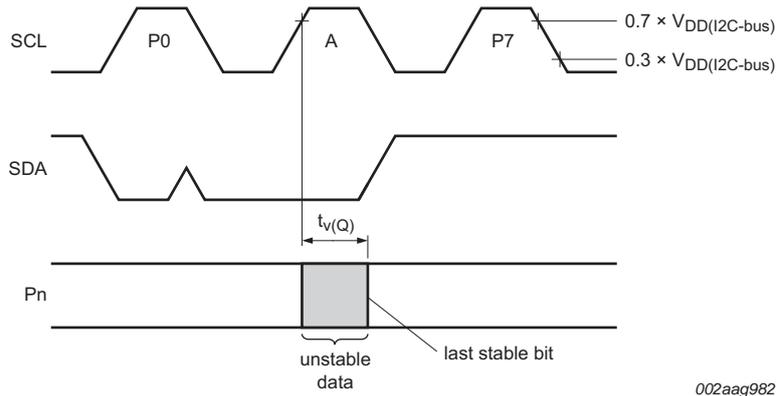 SCL
P0
A
P7
0.7 × VDD(I2C-bus)
0.3 × VDD(I2C-bus)
SDA
tv(Q)
Pn
unstable
data
last stable bit
002aag982